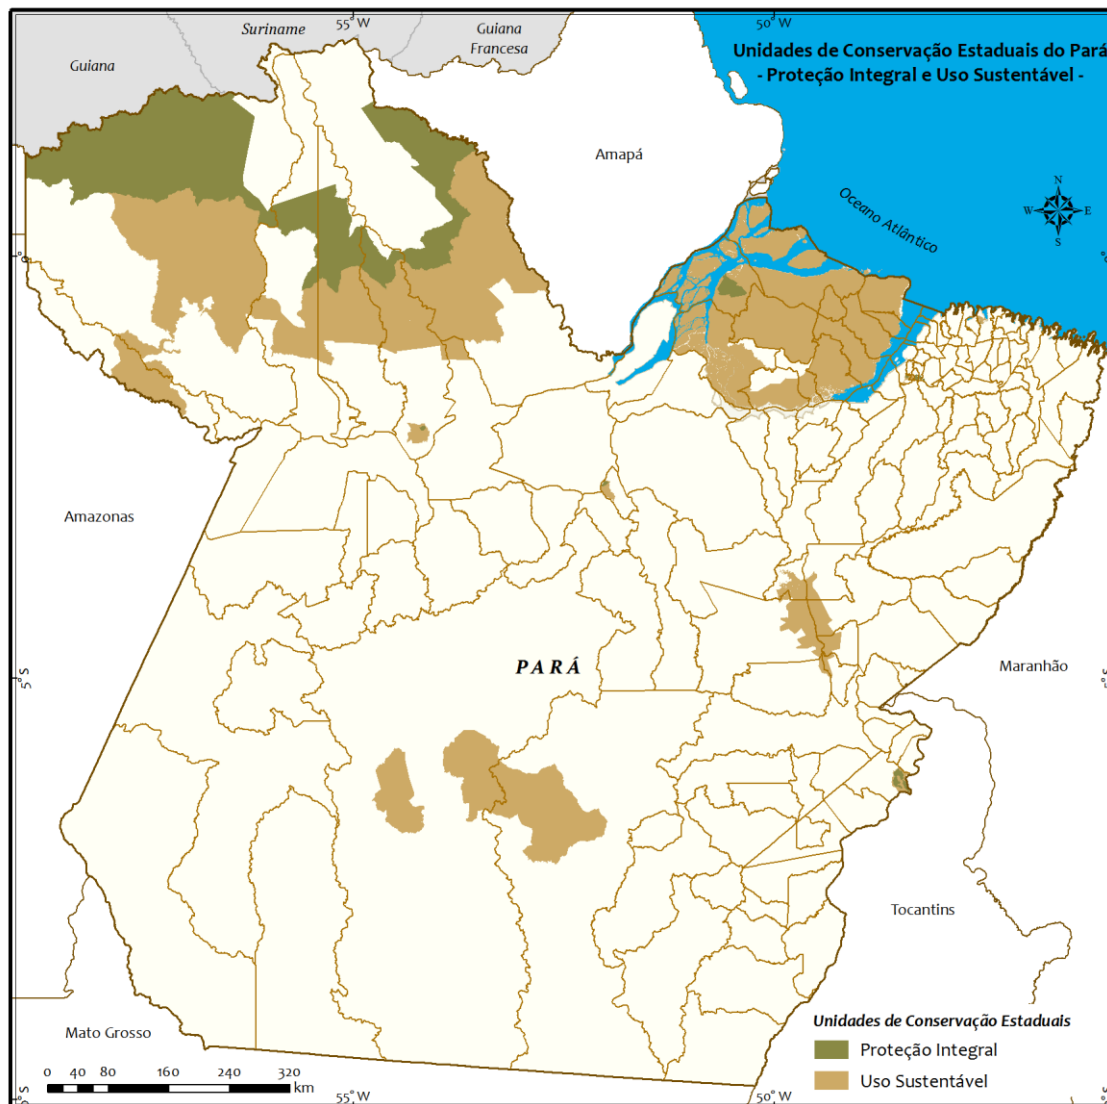 55°W
50°W
Suriname
Guiana
Francesa
Guiana
Unidades de Conservação Estaduais do Pará
- Proteção Integral e Uso Sustentável -
Amapá
Oceano Atlântico
N
W
E
S
0°
Amazonas
PARÁ
Maranhão
5°S
Tocantins
Mato Grosso
Unidades de Conservação Estaduais
Proteção Integral
Uso Sustentável
0 40 80 160 240 320
km
55°W
50°W